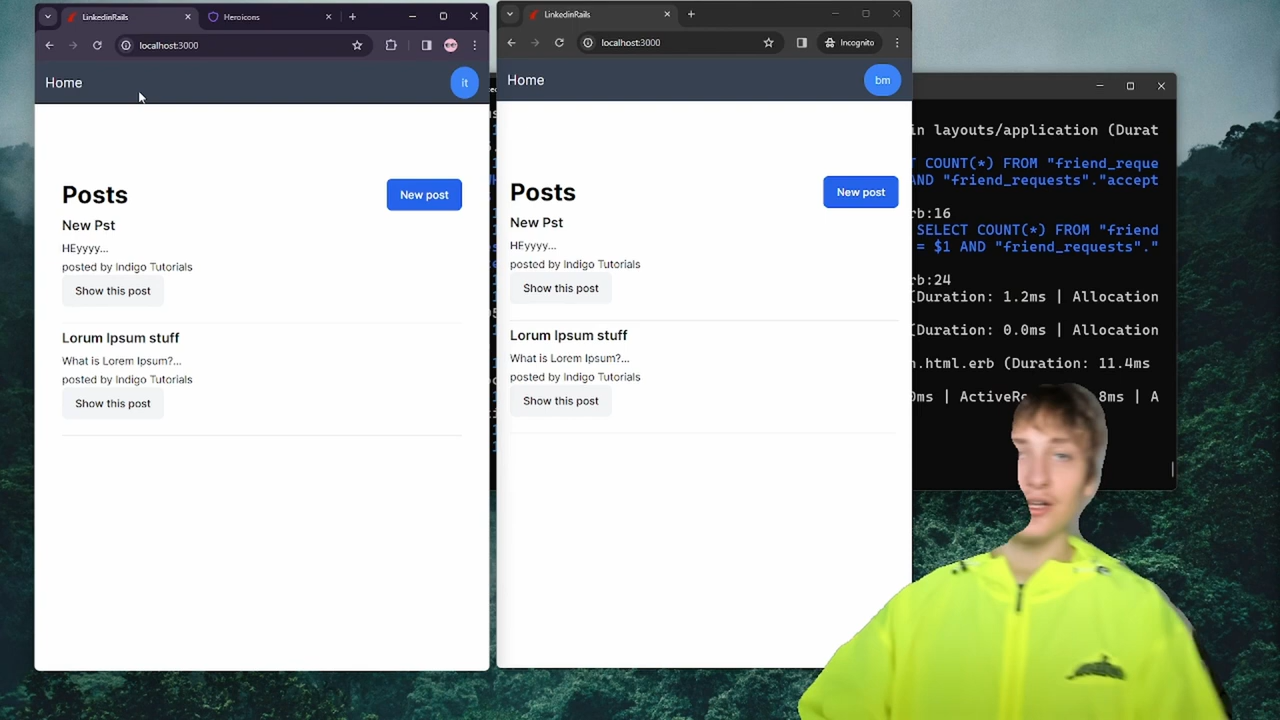 LinkedinRails
Heroicons
localhost:3000
Home
it
Posts
New post
New Pst
HEyyyy...
posted by Indigo Tutorials
Show this post
Lorum Ipsum stuff
What is Lorem Ipsum?...
posted by Indigo Tutorials
Show this post
LinkedinRails
localhost:3000
Incognito
Home
bm
Posts
New post
New Pst
HEyyyy...
posted by Indigo Tutorials
Show this post
Lorum Ipsum stuff
What is Lorem Ipsum?...
posted by Indigo Tutorials
Show this post
in layouts/application (Durat
COUNT(*) FROM "friend_reque
AND "friend_requests"."accept
rb:16
SELECT COUNT(*) FROM "friend
= $1 AND "friend_requests"."
rb:24
(Duration: 1.2ms | Allocation
(Duration: 0.0ms | Allocation
.html.erb (Duration: 11.4ms
0ms | 8ms | A